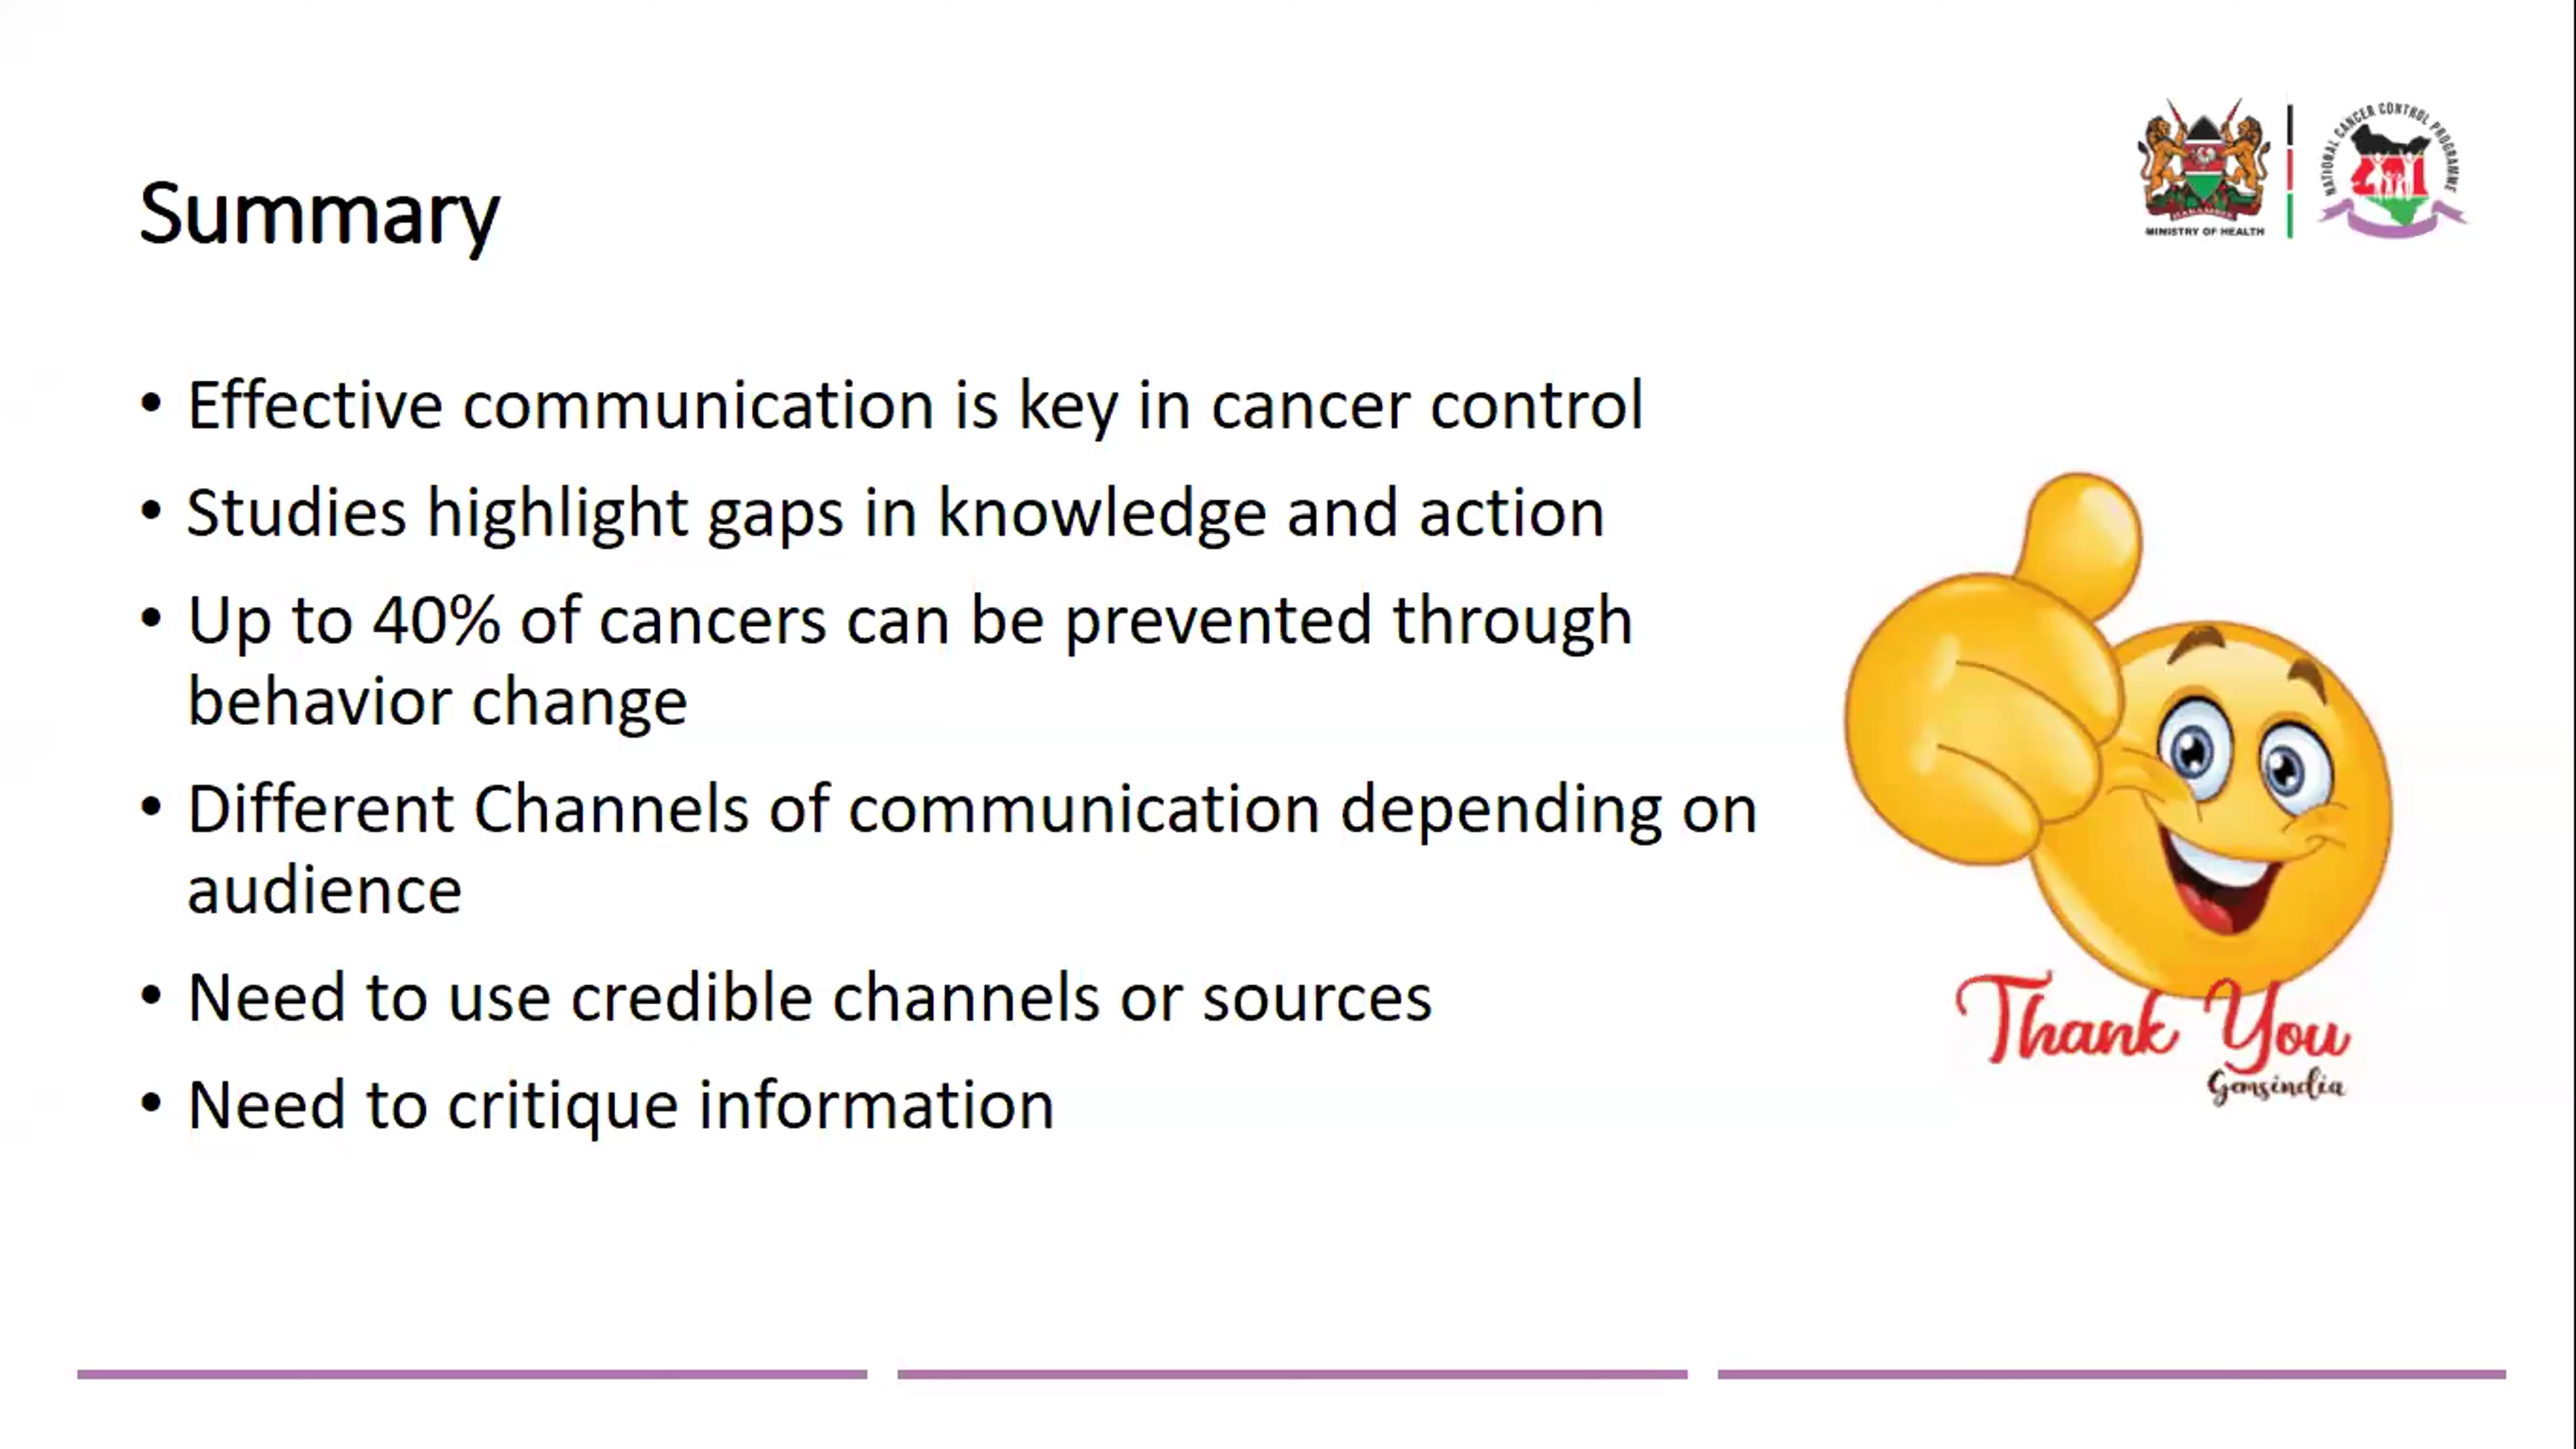 NATIONAL CANCER CONTROL PROGRAMME
HARAMBEE
MINISTRY OF HEALTH
Summary
• Effective communication is key in cancer control
• Studies highlight gaps in knowledge and action
• Up to 40% of cancers can be prevented through
behavior change
• Different Channels of communication depending on
audience
• Need to use credible channels or sources
• Need to critique information
Thank You
Gemsindia